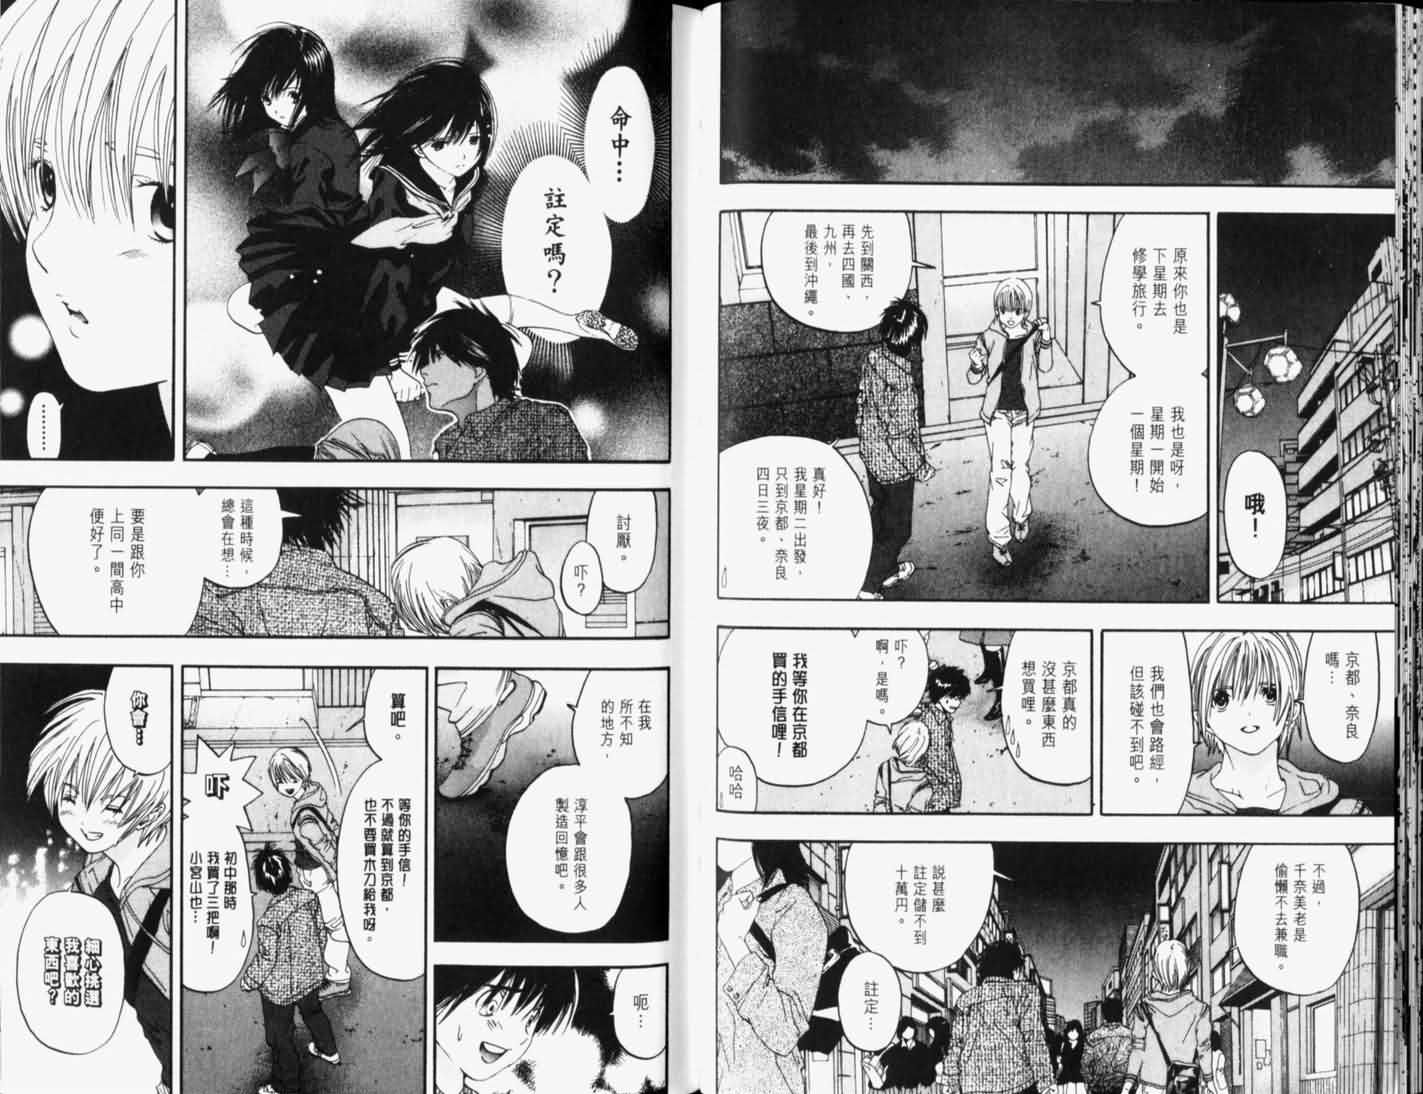 哦！
原來你也是
下星期去
修學旅行。
我也是呀，
星期一開始
一個星期！
先到關西，
再去四國、
九州，
最後到沖繩。
真好！
我星期二出發，
只到京都、奈良
四日三夜。
京都、奈良
嗎…
我們也會路經，
但該碰不到吧。
京都真的
沒甚麼東西
想買哩。
吓？
啊，是嗎。
我等你在京都
買的手信哩！
哈哈
不過，
千奈美老是
偷懶不去兼職。
說甚麼
註定儲不到
十萬円。
註定…
命中…
註定嗎？
………
討厭。
吓？
這種時候，
總會在想…
要是跟你
上同一間高中
便好了。
在我
所不知
的地方，
淳平會跟很多人
製造回憶吧。
呃…
算吧。
等你的手信！
不過就算到京都，
也不要買木刀給我呀。
吓
初中那時
我買了三把啊！
小宮山也…
你會…
細心挑選
我喜歡的
東西吧？